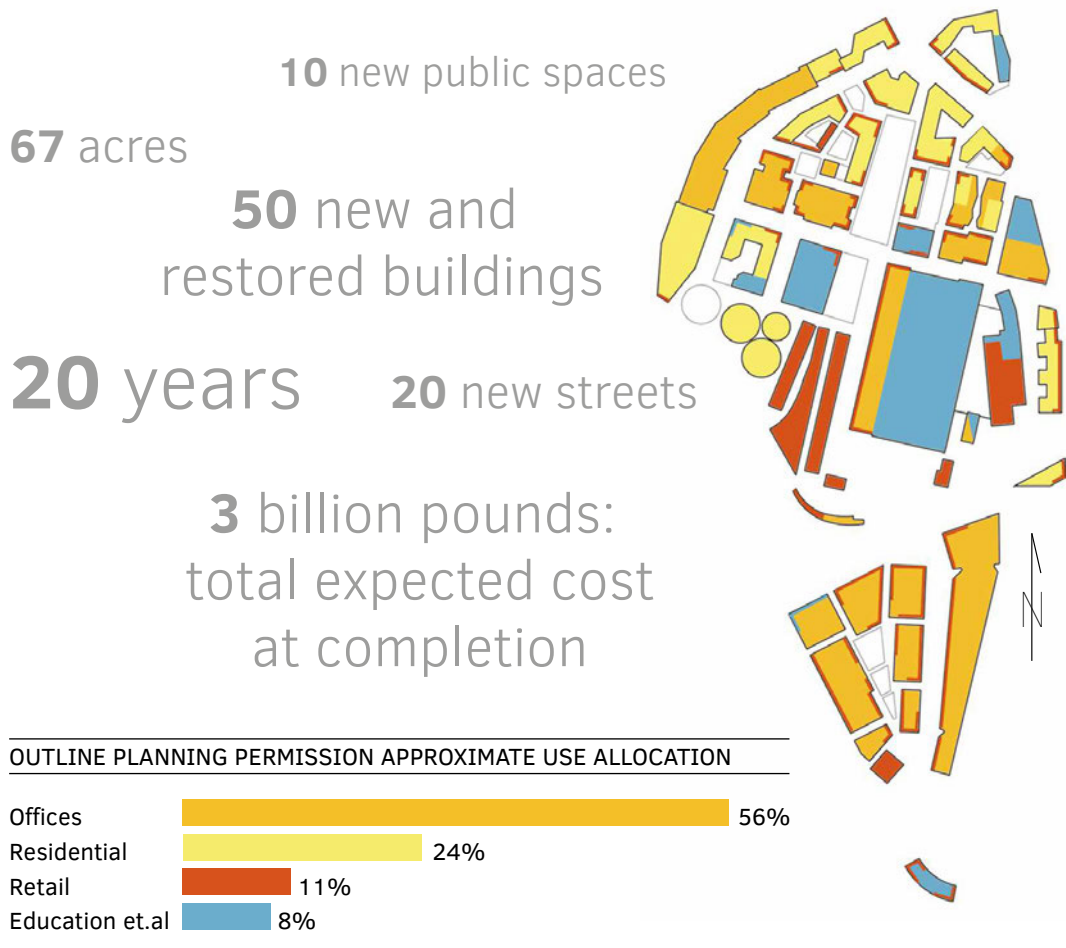 10 new public spaces
67 acres
50 new and
restored buildings
20 years
20 new streets
3 billion pounds:
total expected cost
at completion
N
OUTLINE PLANNING PERMISSION APPROXIMATE USE ALLOCATION
Offices 56%
Residential 24%
Retail 11%
Education et.al 8%